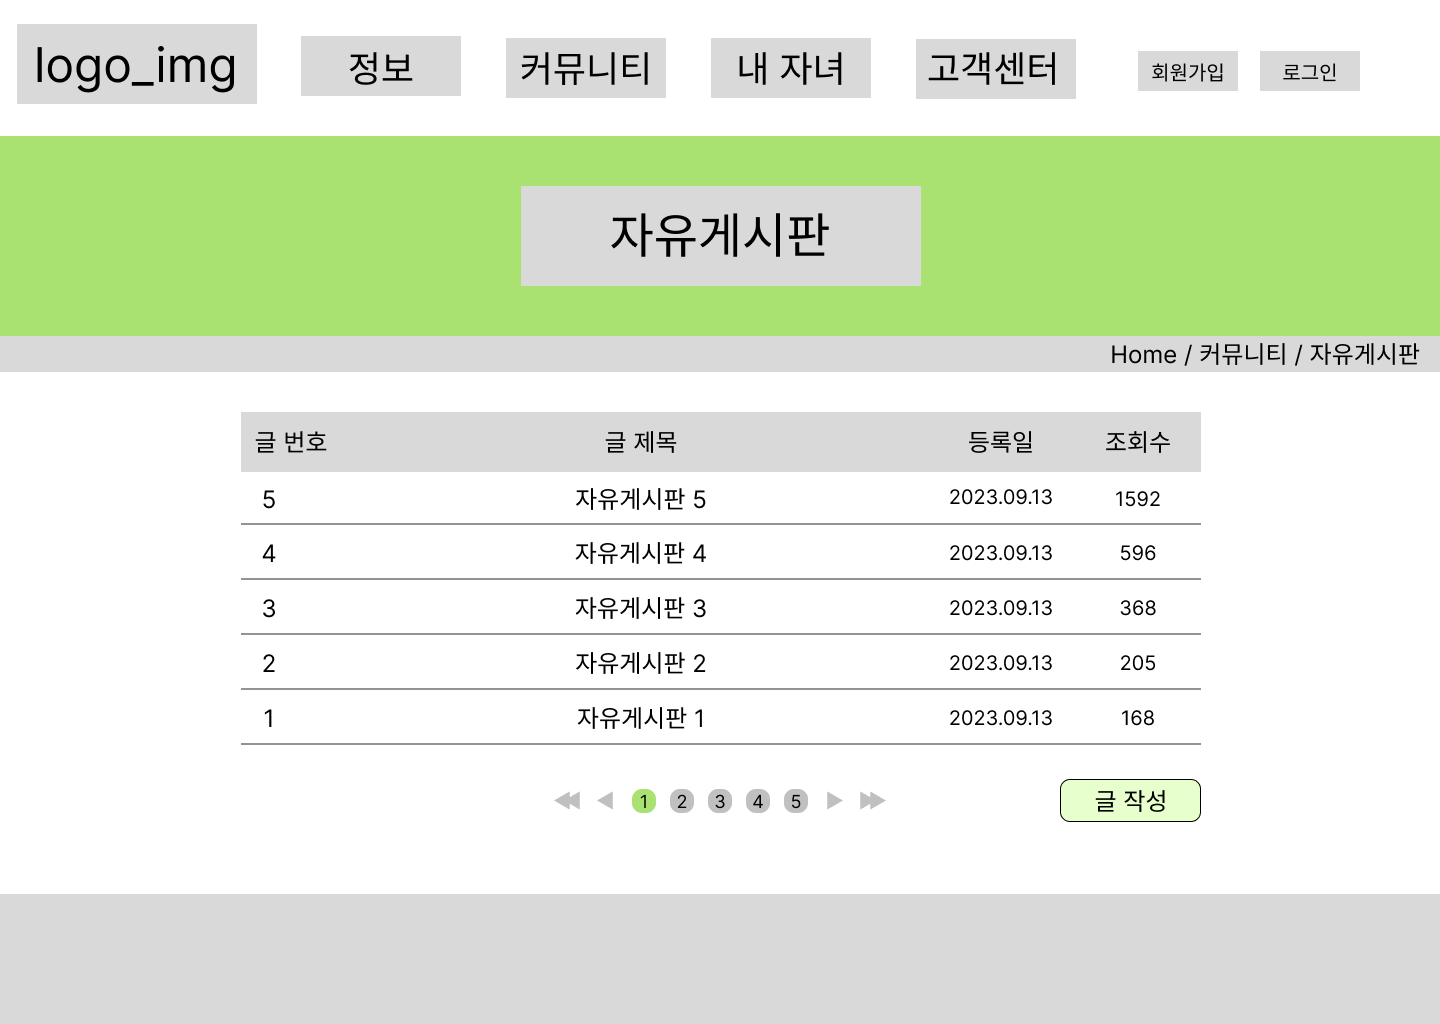 logo_img 정보 커뮤니티 내 자녀 고객센터 회원가입 로그인
자유게시판
Home / 커뮤니티 / 자유게시판
글 번호 글 제목 등록일 조회수
5 자유게시판 5 2023.09.13 1592
4 자유게시판 4 2023.09.13 596
3 자유게시판 3 2023.09.13 368
2 자유게시판 2 2023.09.13 205
1 자유게시판 1 2023.09.13 168
1 2 3 4 5 글 작성